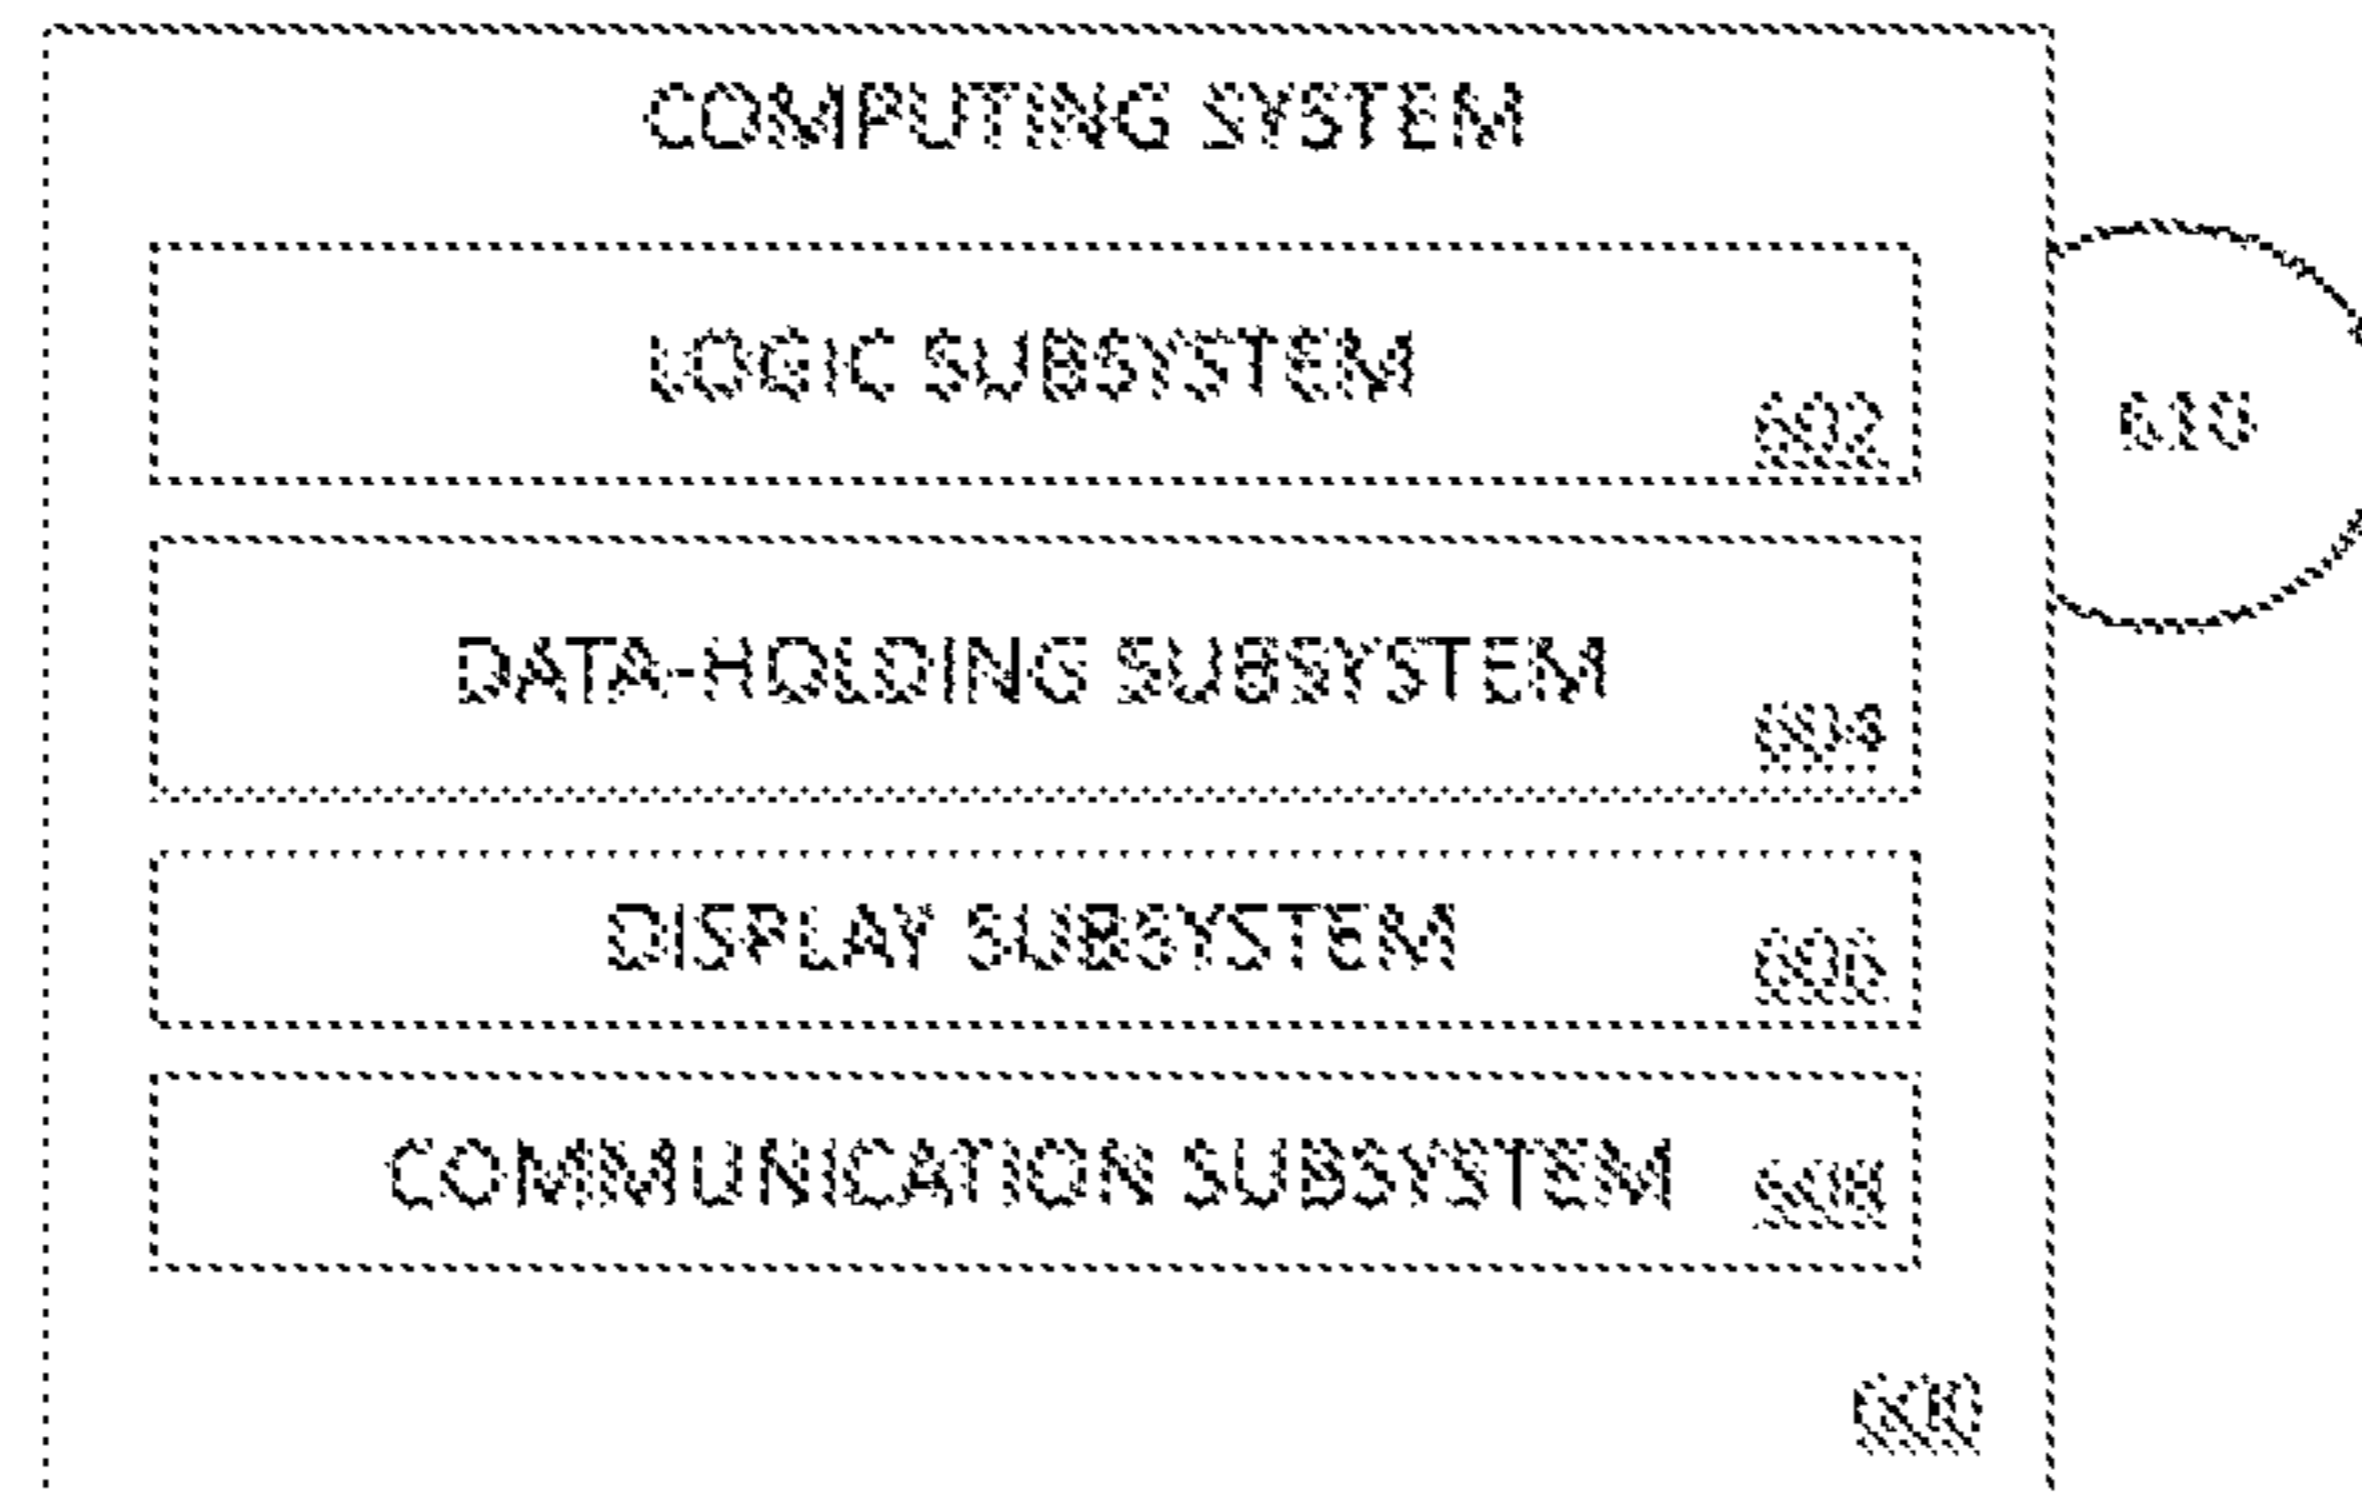 COMPUTING SYSTEM
LOGIC SUBSYSTEM
602
610
DATA-HOLDING SUBSYSTEM
604
DISPLAY SUBSYSTEM
606
COMMUNICATION SUBSYSTEM 608
600